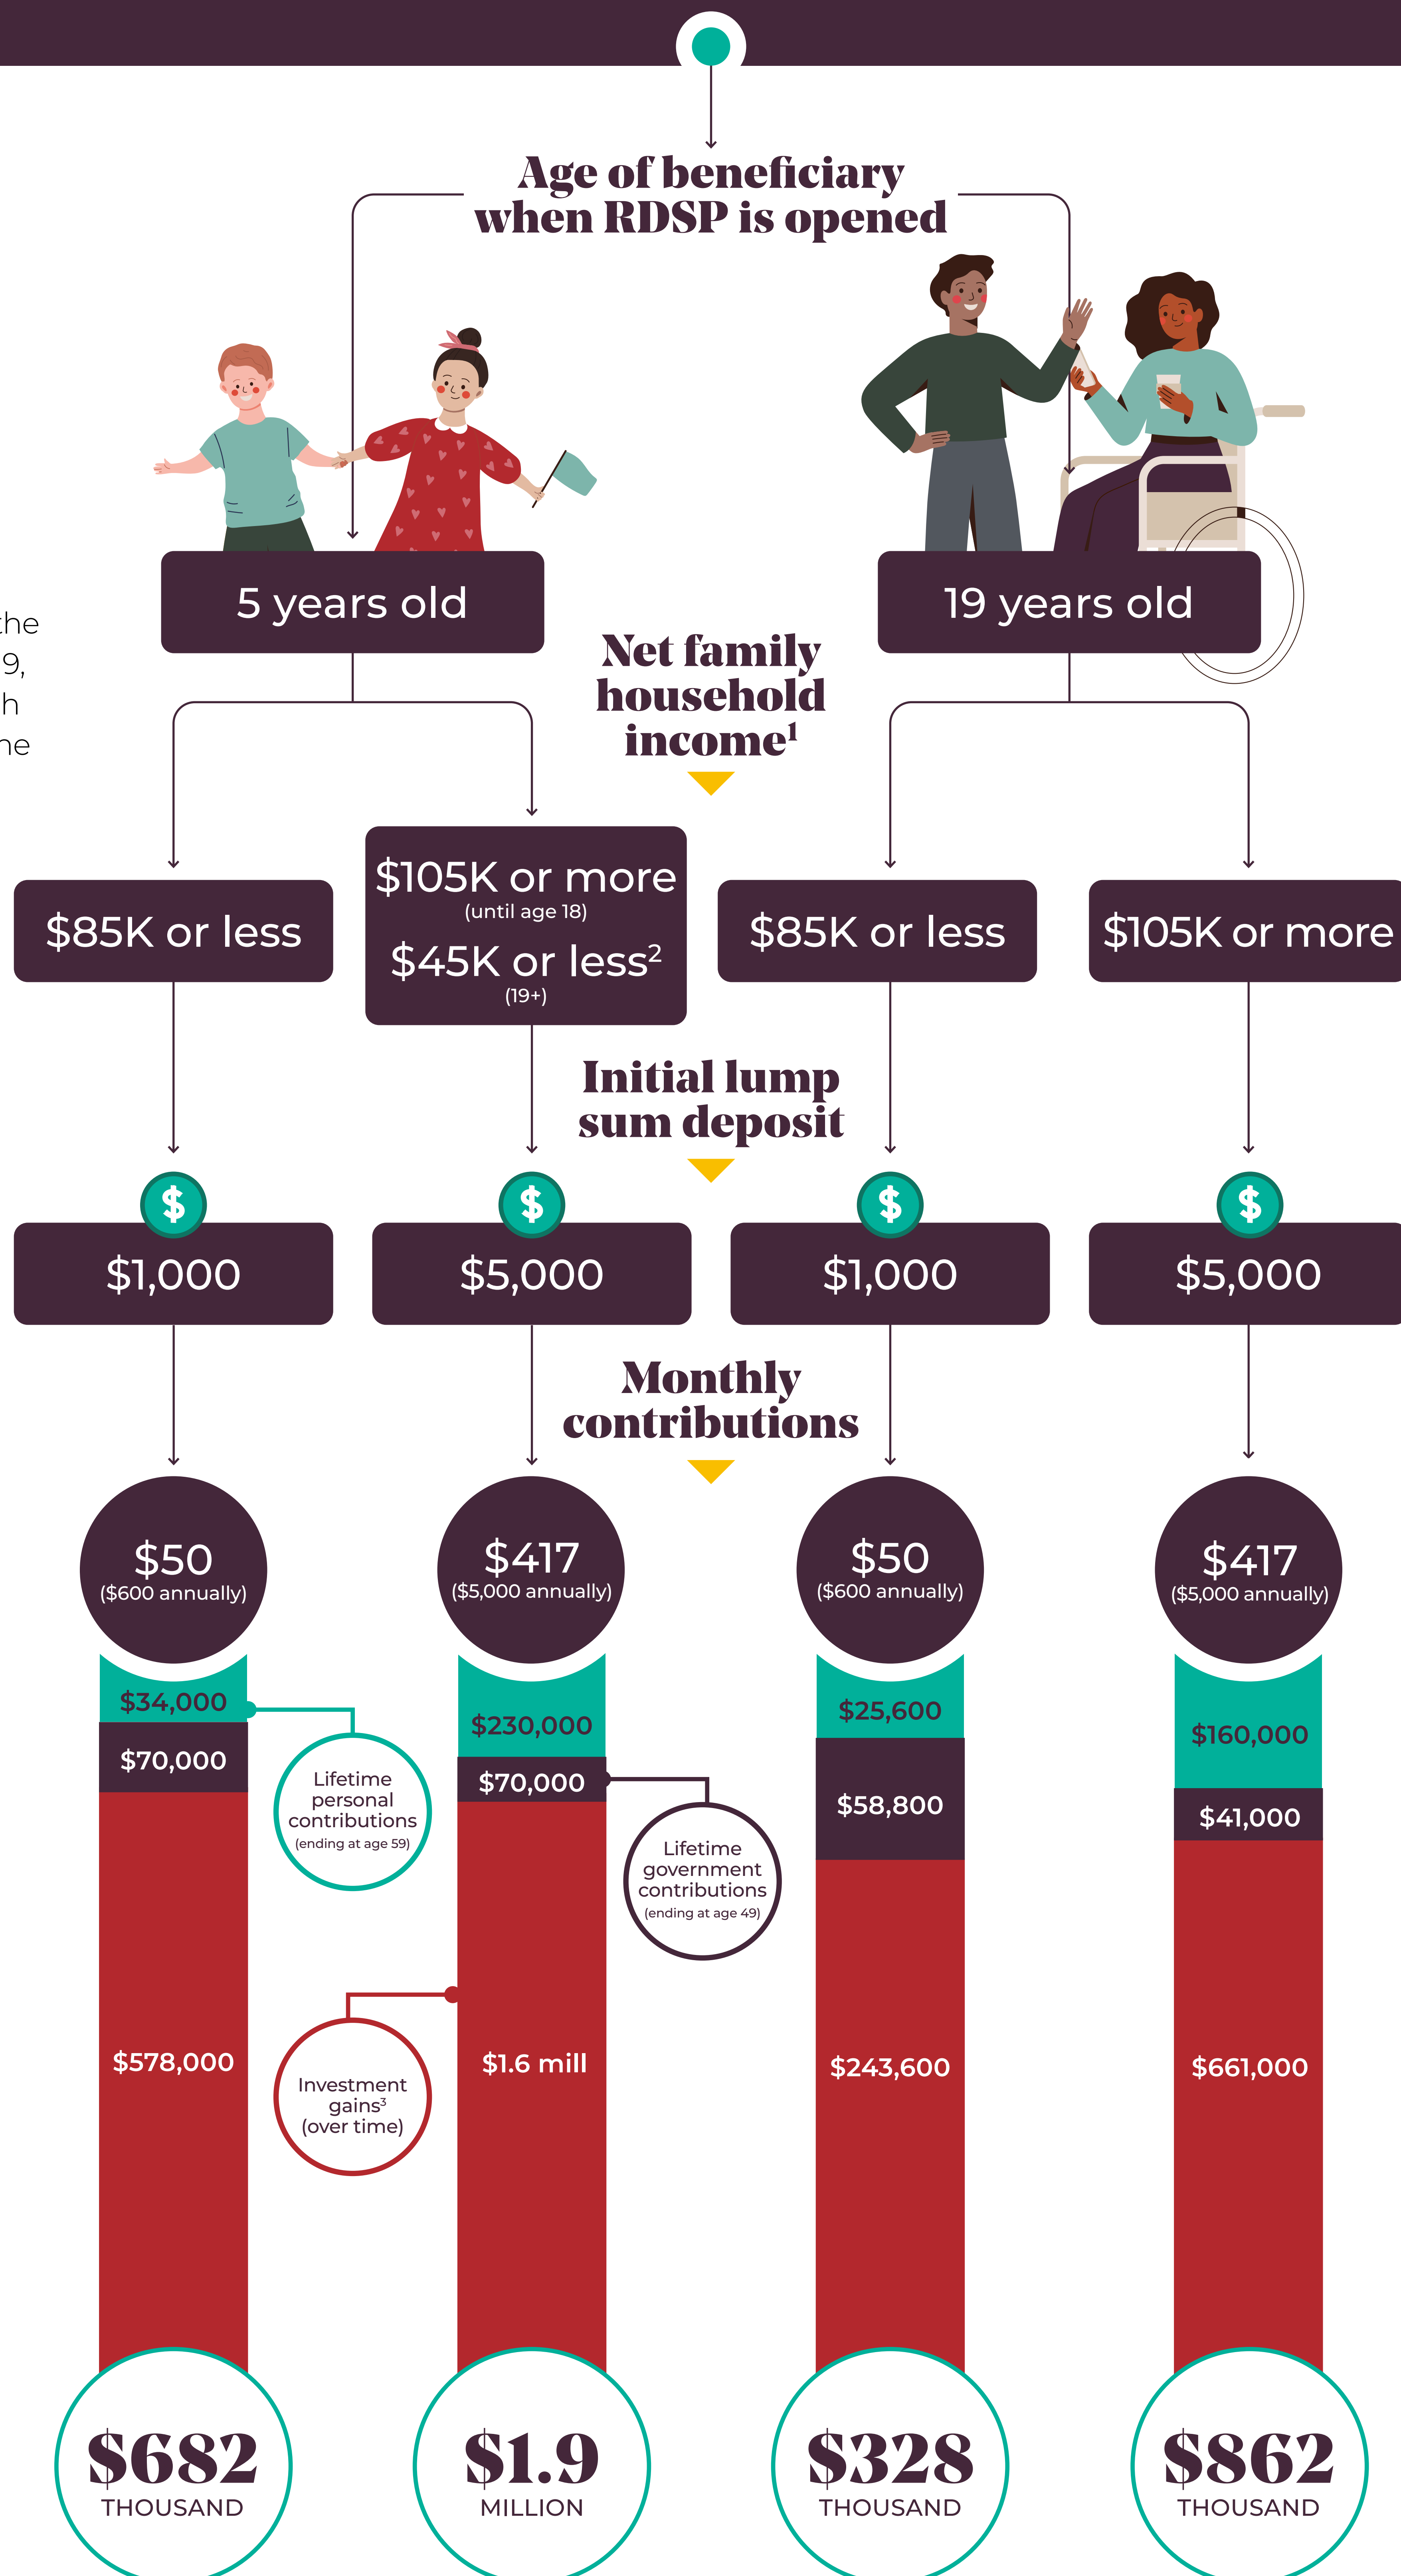 Age of beneficiary
when RDSP is opened
5 years old
19 years old
the
9,
h
ne
Net family
household
income¹
$85K or less
$105K or more
(until age 18)
$45K or less²
(19+)
$85K or less
$105K or more
Initial lump
sum deposit
$
$
$
$
$1,000
$5,000
$1,000
$5,000
Monthly
contributions
$50
($600 annually)
$417
($5,000 annually)
$50
($600 annually)
$417
($5,000 annually)
$34,000
$230,000
$25,600
$160,000
$70,000
$70,000
$58,800
$41,000
Lifetime
personal
contributions
(ending at age 59)
Lifetime
government
contributions
(ending at age 49)
$578,000
$1.6 mill
$243,600
$661,000
Investment
gains³
(over time)
$682
THOUSAND
$1.9
MILLION
$328
THOUSAND
$862
THOUSAND